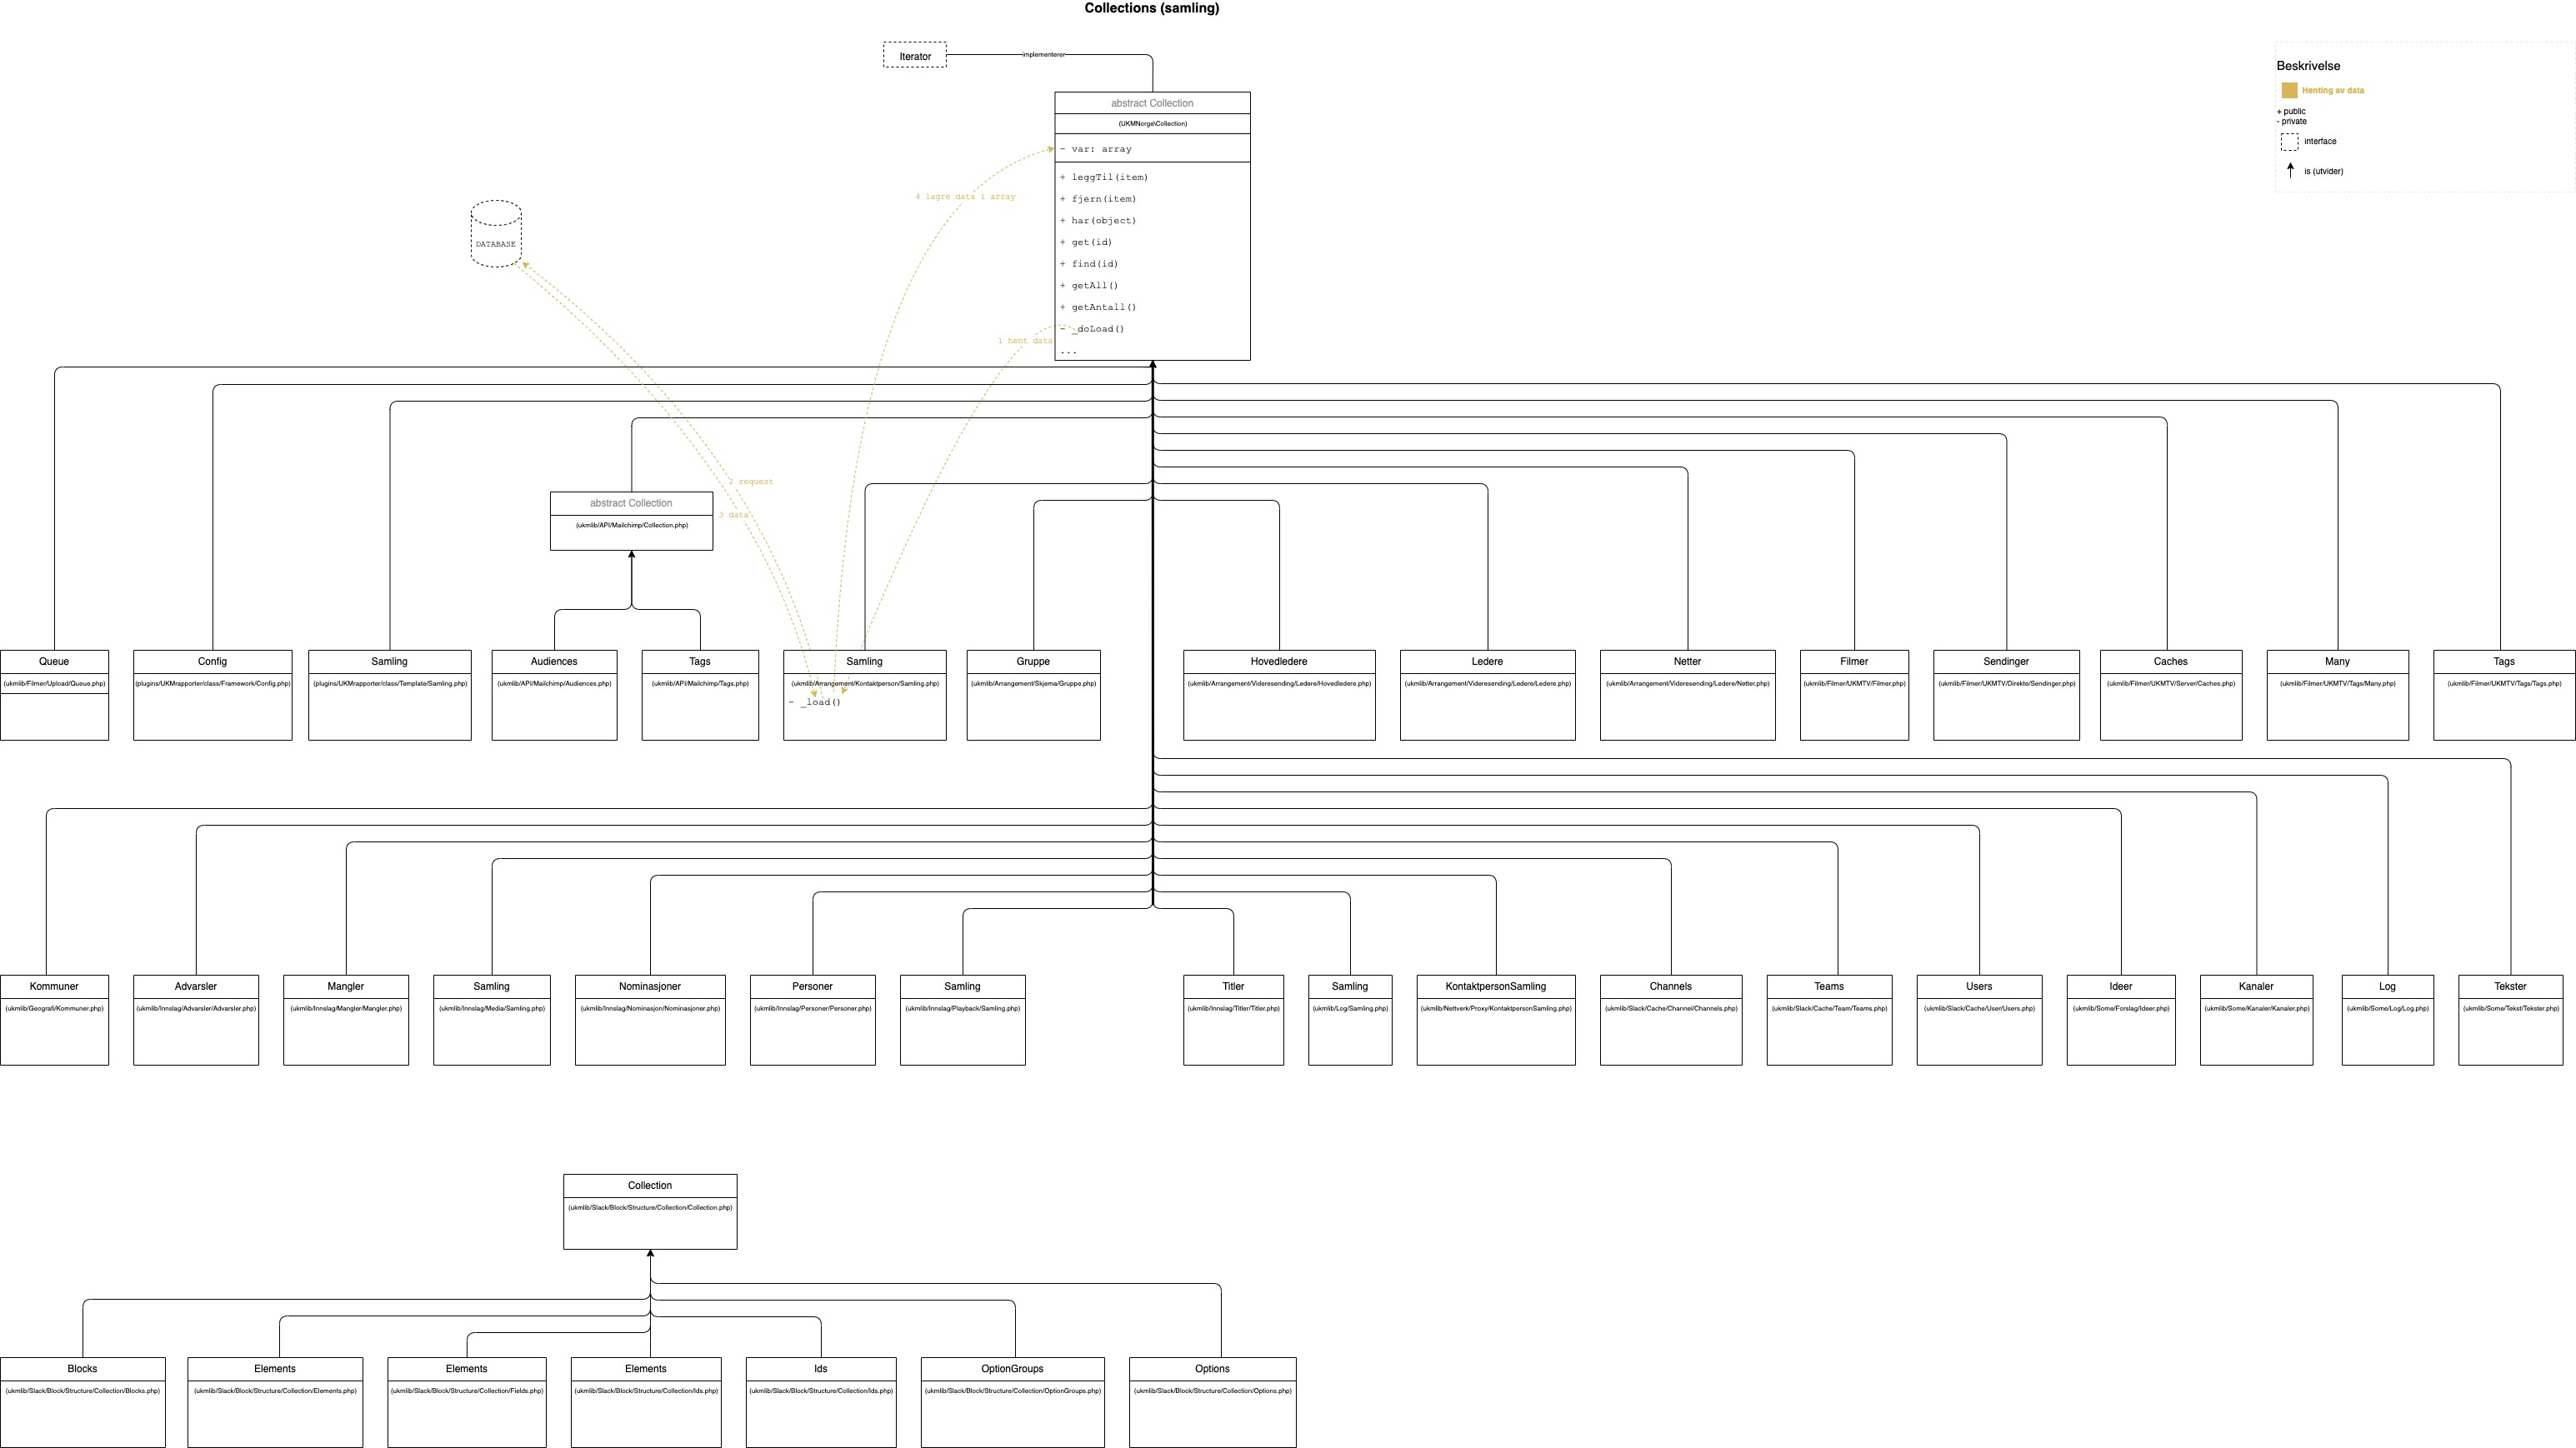 Collections (samling)
Iterator
implementerer
Beskrivelse
Henting av data
+ public
- private
interface
is (utvider)
abstract Collection
(UKMNorge\Collection)
- var: array
+ leggTil(item)
+ fjern(item)
+ har(object)
+ get(id)
+ find(id)
+ getAll()
+ getAntall()
- _doLoad()
...
4 lagre data i array
DATABASE
1 hent data
2 request
3 data
abstract Collection
(ukmlib/API/Mailchimp/Collection.php)
Queue
(ukmlib/Filmer/Upload/Queue.php)
Config
(plugins/UKMrapporter/class/Framework/Config.php)
Samling
(plugins/UKMrapporter/class/Template/Samling.php)
Audiences
(ukmlib/API/Mailchimp/Audiences.php)
Tags
(ukmlib/API/Mailchimp/Tags.php)
Samling
(ukmlib/Arrangement/Kontaktperson/Samling.php)
- _load()
Gruppe
(ukmlib/Arrangement/Skjema/Gruppe.php)
Hovedledere
(ukmlib/Arrangement/Videresending/Ledere/Hovedledere.php)
Ledere
(ukmlib/Arrangement/Videresending/Ledere/Ledere.php)
Netter
(ukmlib/Arrangement/Videresending/Ledere/Netter.php)
Filmer
(ukmlib/Filmer/UKMTV/Filmer.php)
Sendinger
(ukmlib/Filmer/UKMTV/Direkte/Sendinger.php)
Caches
(ukmlib/Filmer/UKMTV/Server/Caches.php)
Many
(ukmlib/Filmer/UKMTV/Tags/Many.php)
Tags
(ukmlib/Filmer/UKMTV/Tags/Tags.php)
Kommuner
(ukmlib/Geografi/Kommuner.php)
Advarsler
(ukmlib/Innslag/Advarsler/Advarsler.php)
Mangler
(ukmlib/Innslag/Mangler/Mangler.php)
Samling
(ukmlib/Innslag/Media/Samling.php)
Nominasjoner
(ukmlib/Innslag/Nominasjon/Nominasjoner.php)
Personer
(ukmlib/Innslag/Personer/Personer.php)
Samling
(ukmlib/Innslag/Playback/Samling.php)
Titler
(ukmlib/Innslag/Titler/Titler.php)
Samling
(ukmlib/Log/Samling.php)
KontaktpersonSamling
(ukmlib/Nettverk/Proxy/KontaktpersonSamling.php)
Channels
(ukmlib/Slack/Cache/Channel/Channels.php)
Teams
(ukmlib/Slack/Cache/Team/Teams.php)
Users
(ukmlib/Slack/Cache/User/Users.php)
Ideer
(ukmlib/Some/Forslag/Ideer.php)
Kanaler
(ukmlib/Some/Kanaler/Kanaler.php)
Log
(ukmlib/Some/Log/Log.php)
Tekster
(ukmlib/Some/Tekst/Tekster.php)
Collection
(ukmlib/Slack/Block/Structure/Collection/Collection.php)
Blocks
(ukmlib/Slack/Block/Structure/Collection/Blocks.php)
Elements
(ukmlib/Slack/Block/Structure/Collection/Elements.php)
Elements
(ukmlib/Slack/Block/Structure/Collection/Fields.php)
Elements
(ukmlib/Slack/Block/Structure/Collection/Ids.php)
Ids
(ukmlib/Slack/Block/Structure/Collection/Ids.php)
OptionGroups
(ukmlib/Slack/Block/Structure/Collection/OptionGroups.php)
Options
(ukmlib/Slack/Block/Structure/Collection/Options.php)